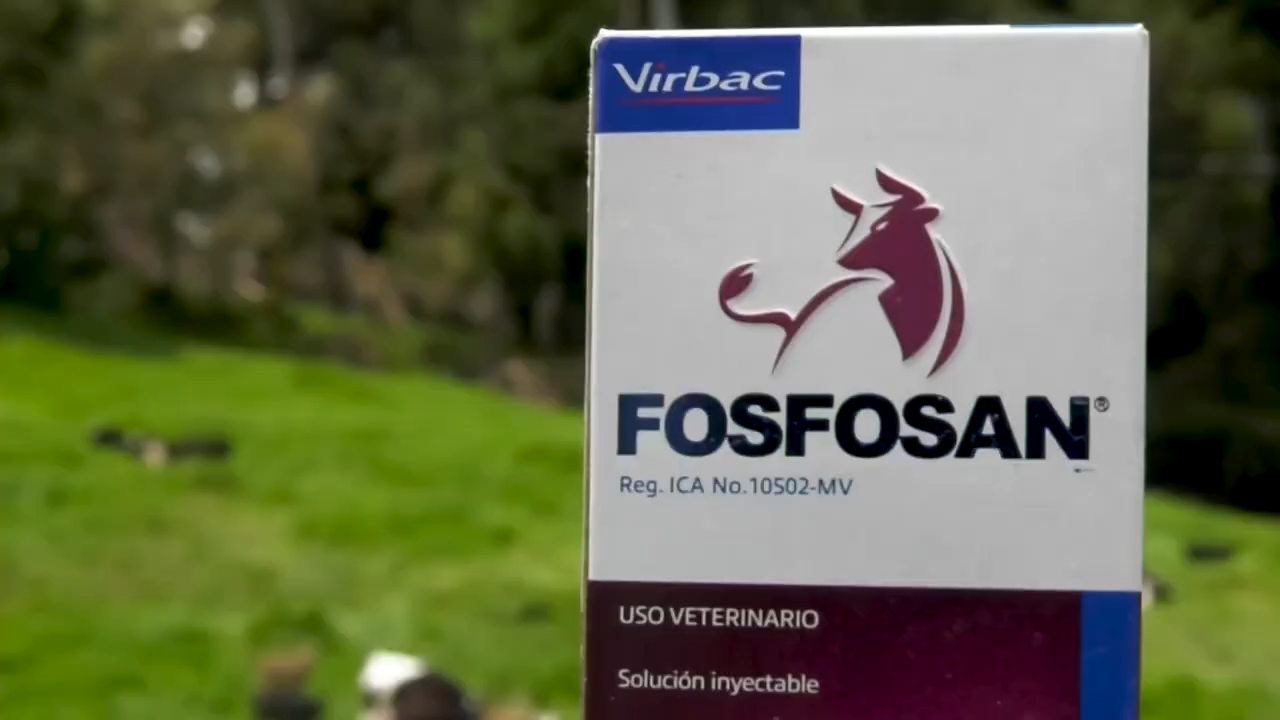 Virbac
FOSFOSAN®
Reg. ICA No.10502-MV
USO VETERINARIO
Solución inyectable